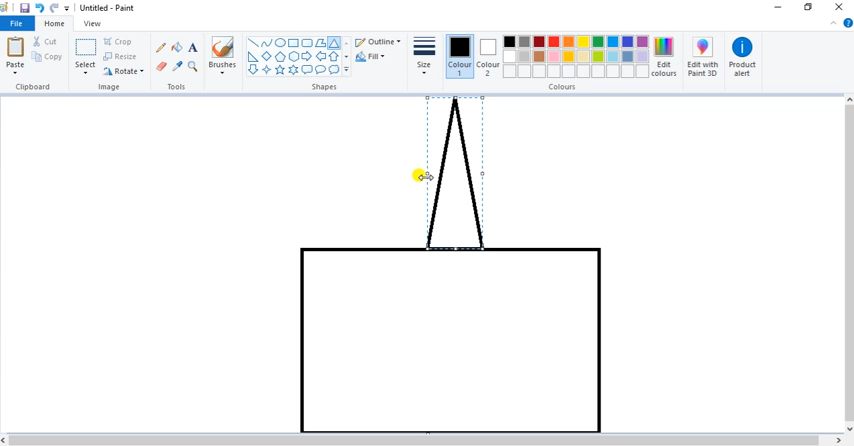 Untitled - Paint
File
Home
View
Paste
Cut
Copy
Clipboard
Select
Crop
Resize
Rotate
Image
A
Tools
Brushes
Shapes
Outline
Fill
Size
Colour
1
Colour
2
Edit
colours
Colours
Edit with
Paint 3D
Product
alert